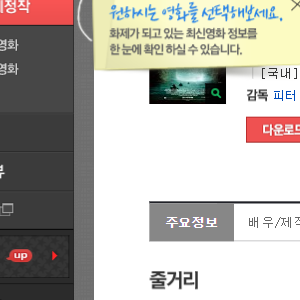 원하시는 영화를 선택해보세요.
화제가 되고 있는 최신영화 정보를
한 눈에 확인 하실 수 있습니다.
정작
영화
영화
up
[국내]
감독 피터
다운로드
주요정보
배우/제작
줄거리